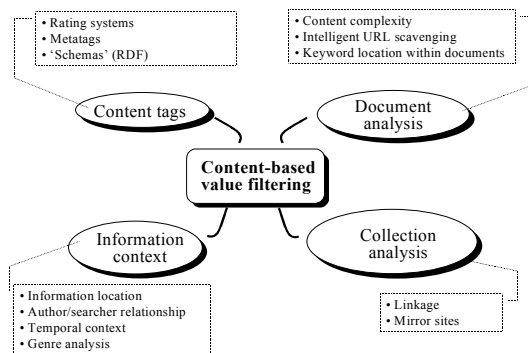 • Rating systems
• Metatags
• ‘Schemas’ (RDF)
• Content complexity
• Intelligent URL scavenging
• Keyword location within documents
Content tags
Document
analysis
Content-based
value filtering
Information
context
Collection
analysis
• Information location
• Author/searcher relationship
• Temporal context
• Genre analysis
• Linkage
• Mirror sites